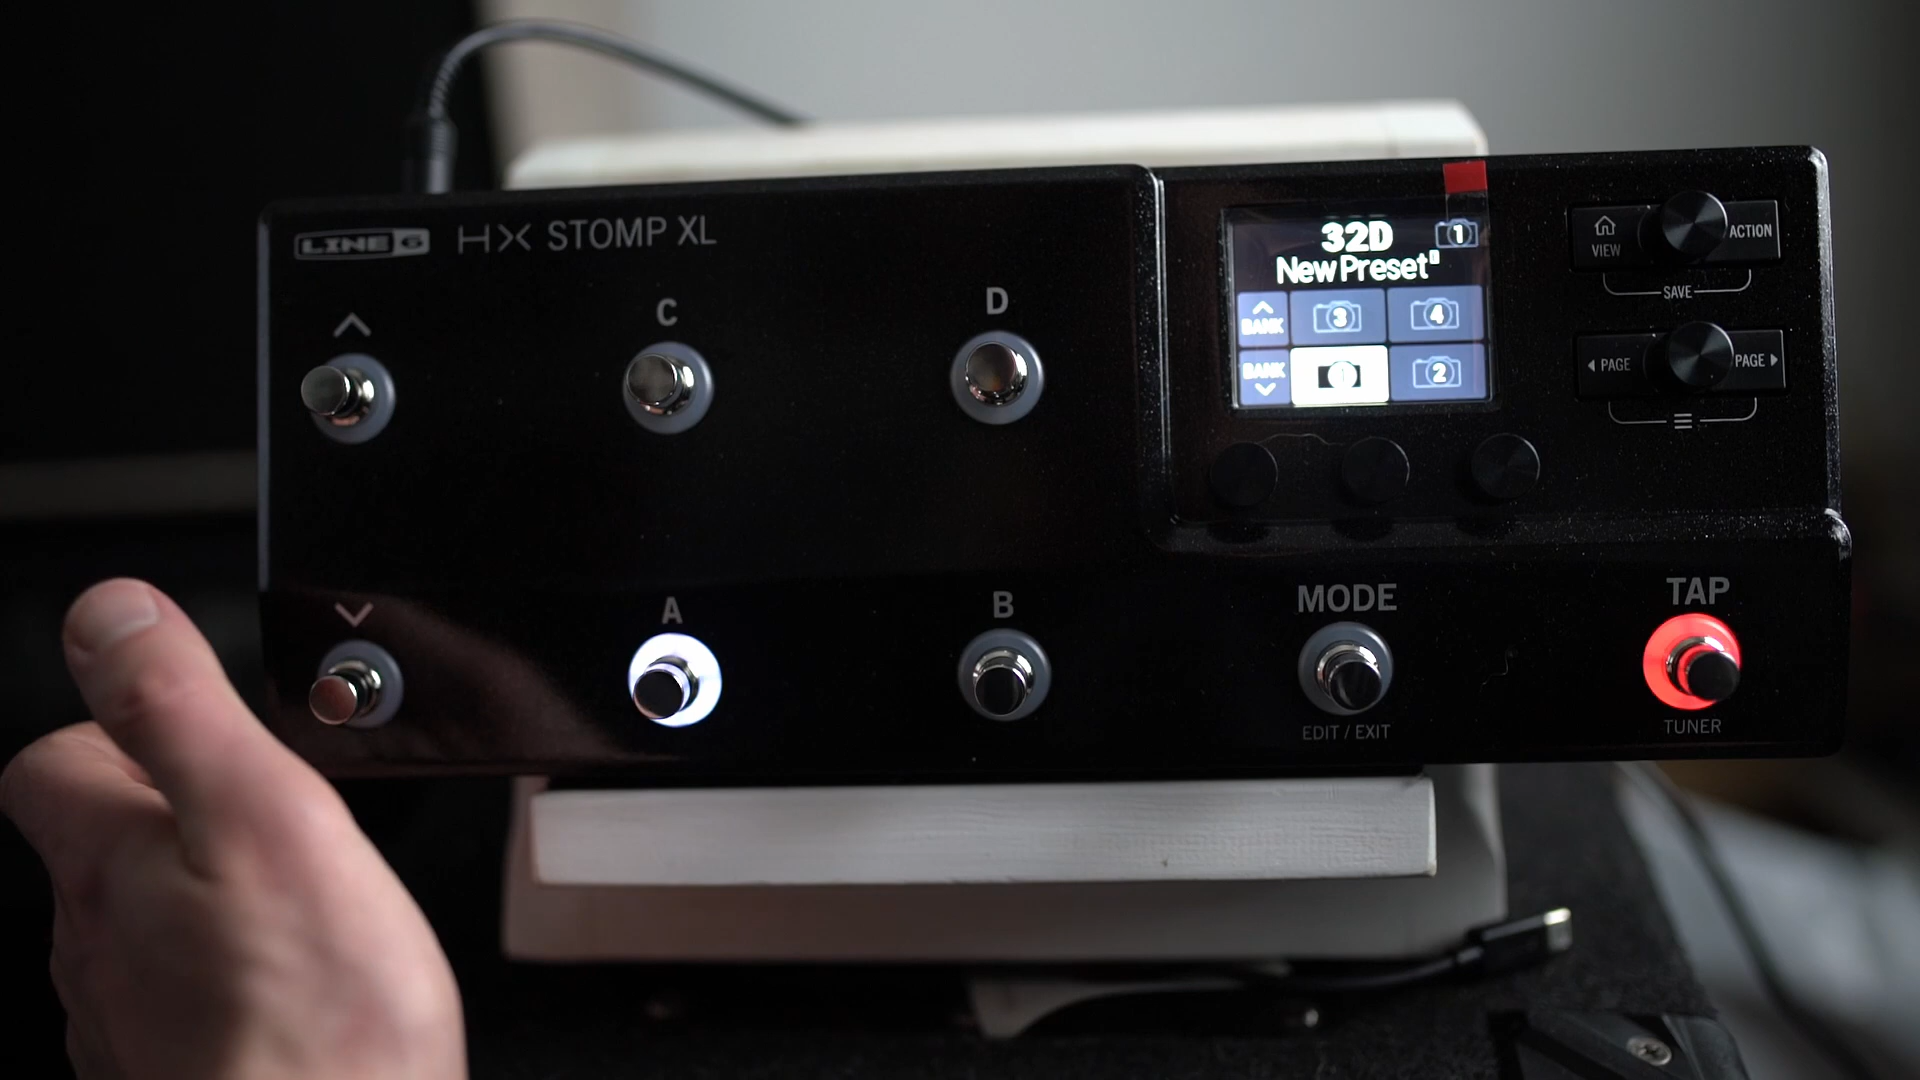 LINE 6 HX STOMP XL
C
D
A
B
MODE
EDIT / EXIT
TAP
TUNER
32D
1
New Preset
BANK
3
4
BANK
1
2
VIEW
ACTION
SAVE
PAGE
PAGE